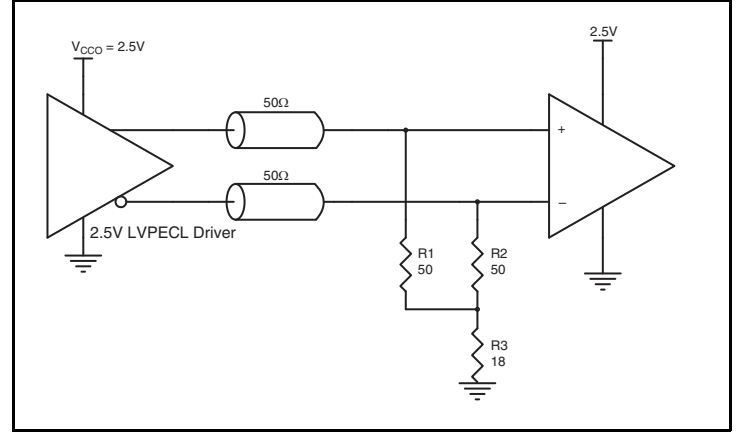 2.5V
V_CCO = 2.5V
50Ω
+
50Ω
–
2.5V LVPECL Driver
R1
50
R2
50
R3
18